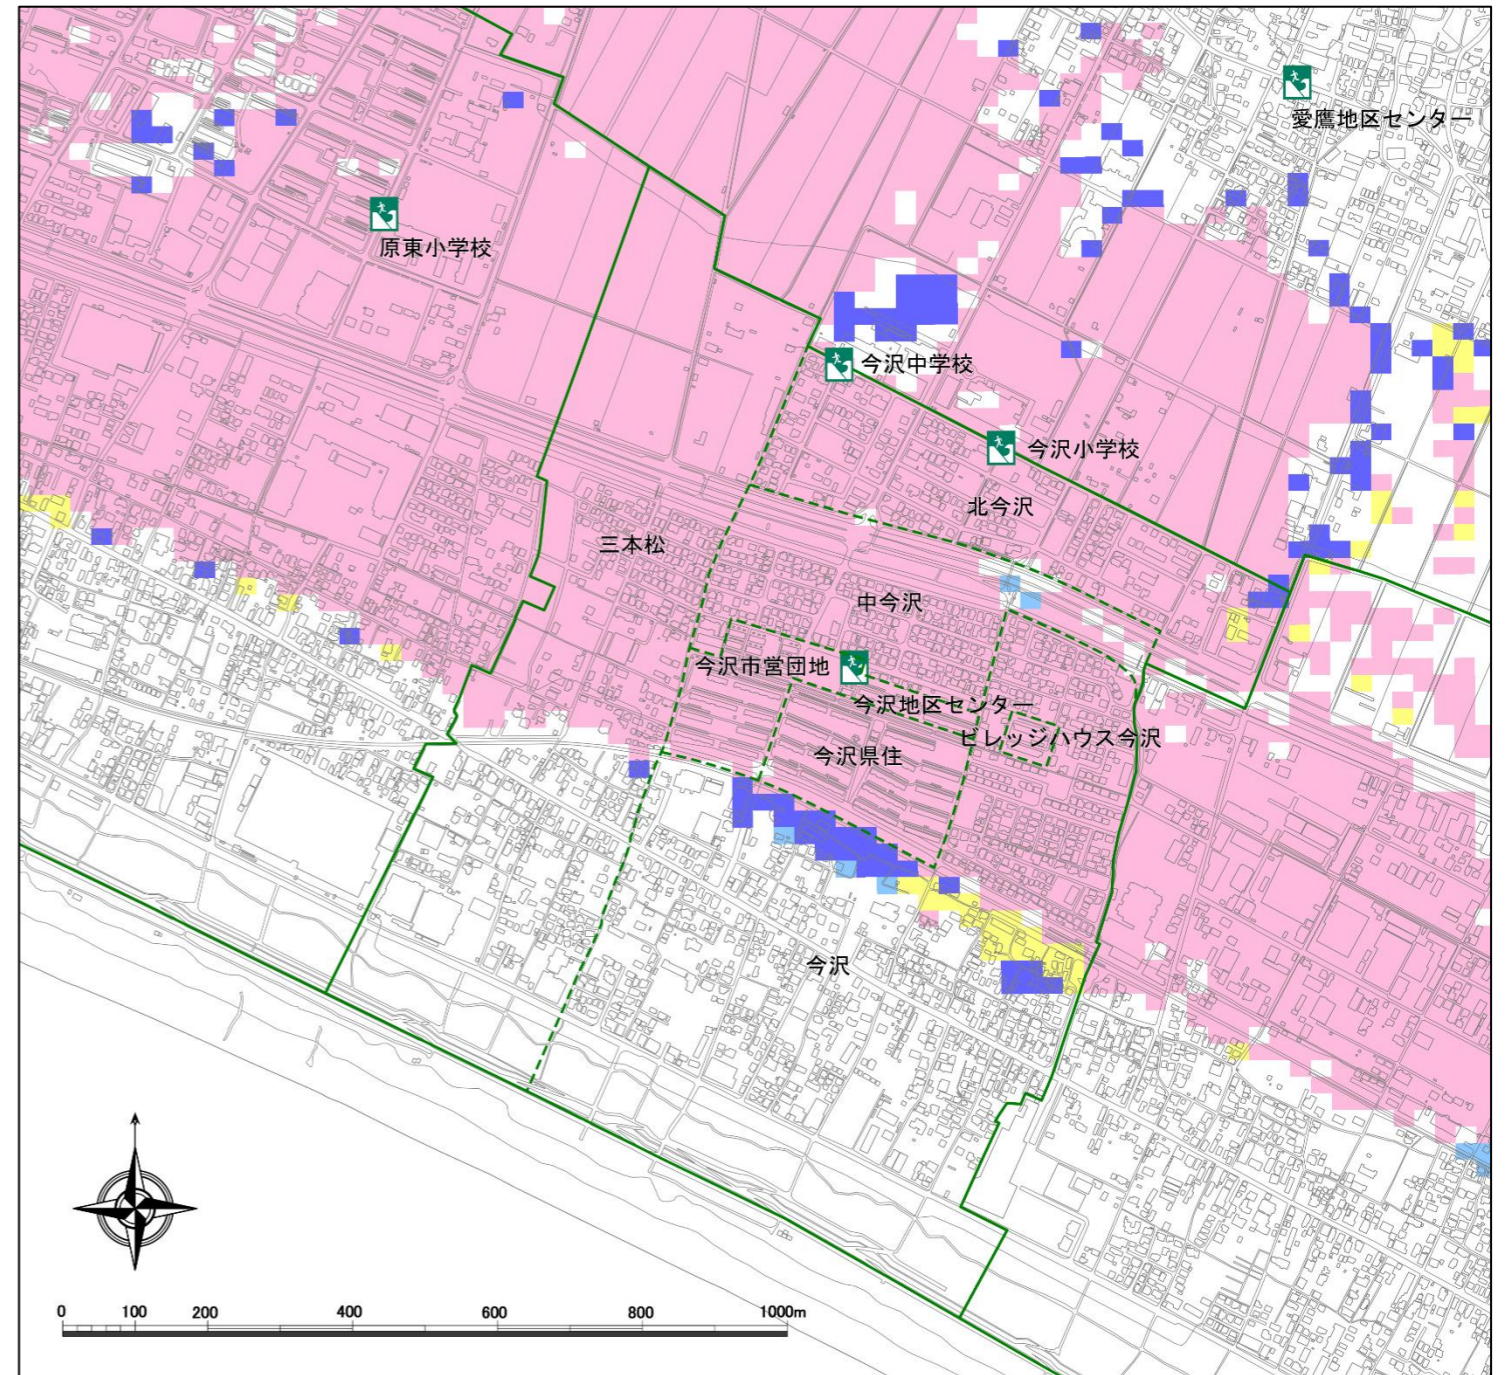 愛鷹地区センター
原東小学校
今沢中学校
今沢小学校
北今沢
三本松
中今沢
今沢市営団地
今沢地区センター
ビレッジハウス今沢
今沢県住
今沢
0 100 200 400 600 800 1000m